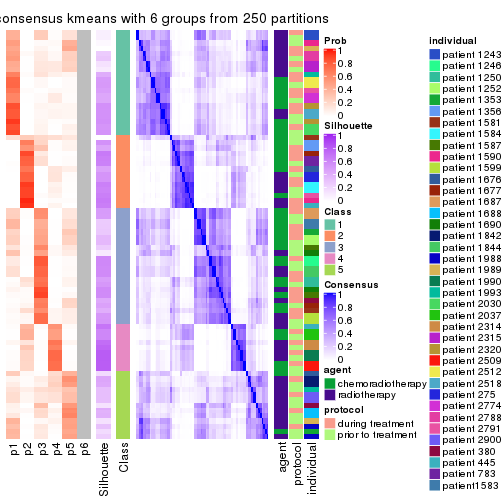 consensus kmeans with 6 groups from 250 partitions
Prob
1
0.8
0.6
0.4
0.2
0
Silhouette
1
0.8
0.6
0.4
0.2
0
Class
1
2
3
4
5
Consensus
1
0.8
0.6
0.4
0.2
0
agent
chemoradiotherapy
radiotherapy
protocol
during treatment
prior to treatment
individual
patient 1243
patient 1246
patient 1250
patient 1252
patient 1353
patient 1356
patient 1581
patient 1584
patient 1587
patient 1590
patient 1599
patient 1676
patient 1677
patient 1687
patient 1688
patient 1690
patient 1842
patient 1844
patient 1988
patient 1989
patient 1990
patient 1993
patient 2030
patient 2037
patient 2314
patient 2315
patient 2320
patient 2509
patient 2512
patient 2518
patient 275
patient 2774
patient 2788
patient 2791
patient 2900
patient 380
patient 445
patient 783
patient1583
p1
p2
p3
p4
p5
p6
Silhouette
Class
agent
protocol
individual